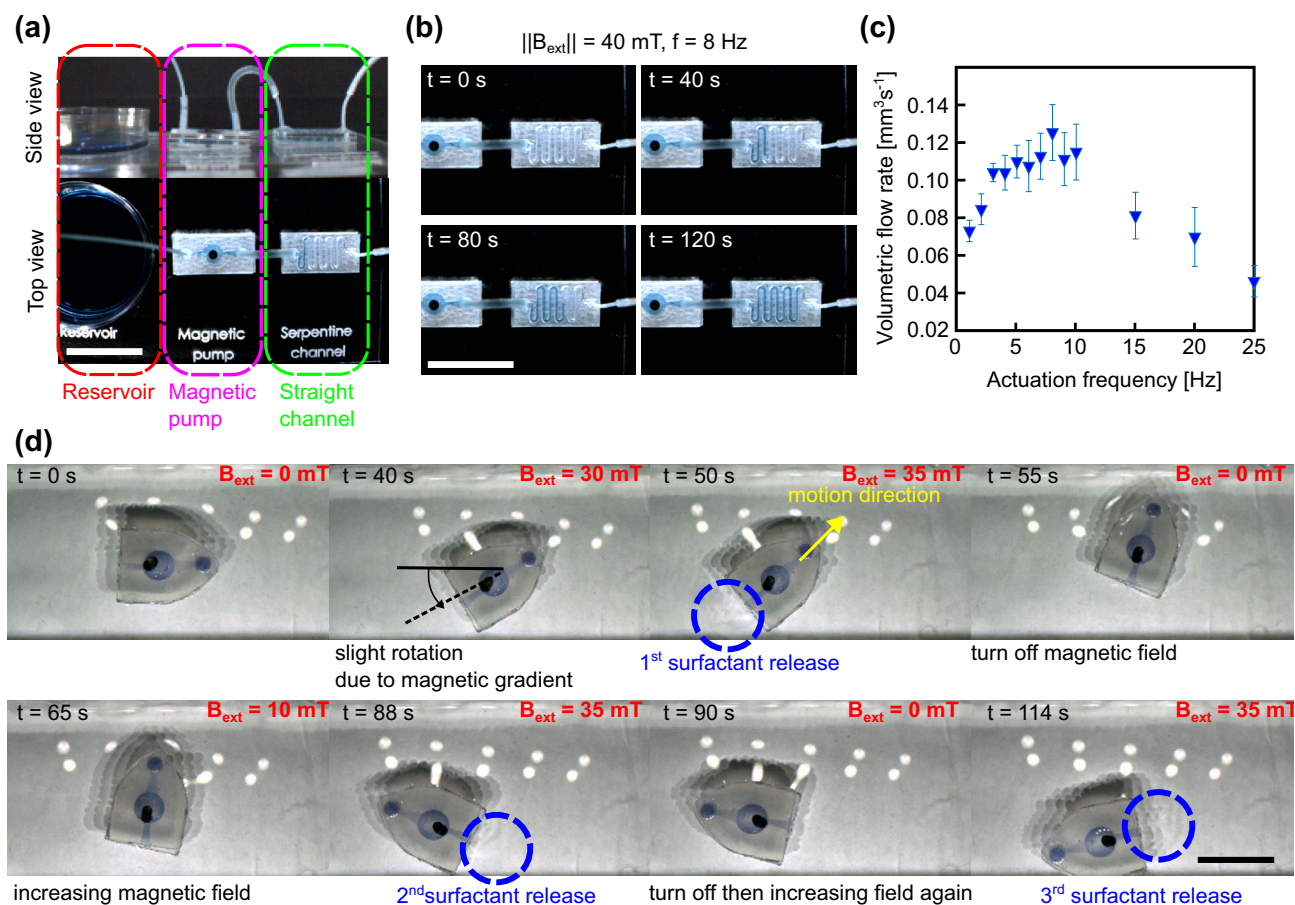 (a)
Side view
Top view
Reservoir
Magnetic
pump
Serpentine
channel
Reservoir
Magnetic
pump
Straight
channel
(b)
||B_ext|| = 40 mT, f = 8 Hz
t = 0 s
t = 40 s
t = 80 s
t = 120 s
(c)
Volumetric flow rate [mm³s⁻¹]
0.14
0.12
0.10
0.08
0.06
0.04
0.02
0
5
10
15
20
25
Actuation frequency [Hz]
(d)
t = 0 s
B_ext = 0 mT
t = 40 s
B_ext = 30 mT
slight rotation
due to magnetic gradient
t = 50 s
B_ext = 35 mT
motion direction
1st surfactant release
t = 55 s
B_ext = 0 mT
turn off magnetic field
t = 65 s
B_ext = 10 mT
increasing magnetic field
t = 88 s
B_ext = 35 mT
2nd surfactant release
t = 90 s
B_ext = 0 mT
turn off then increasing field again
t = 114 s
B_ext = 35 mT
3rd surfactant release